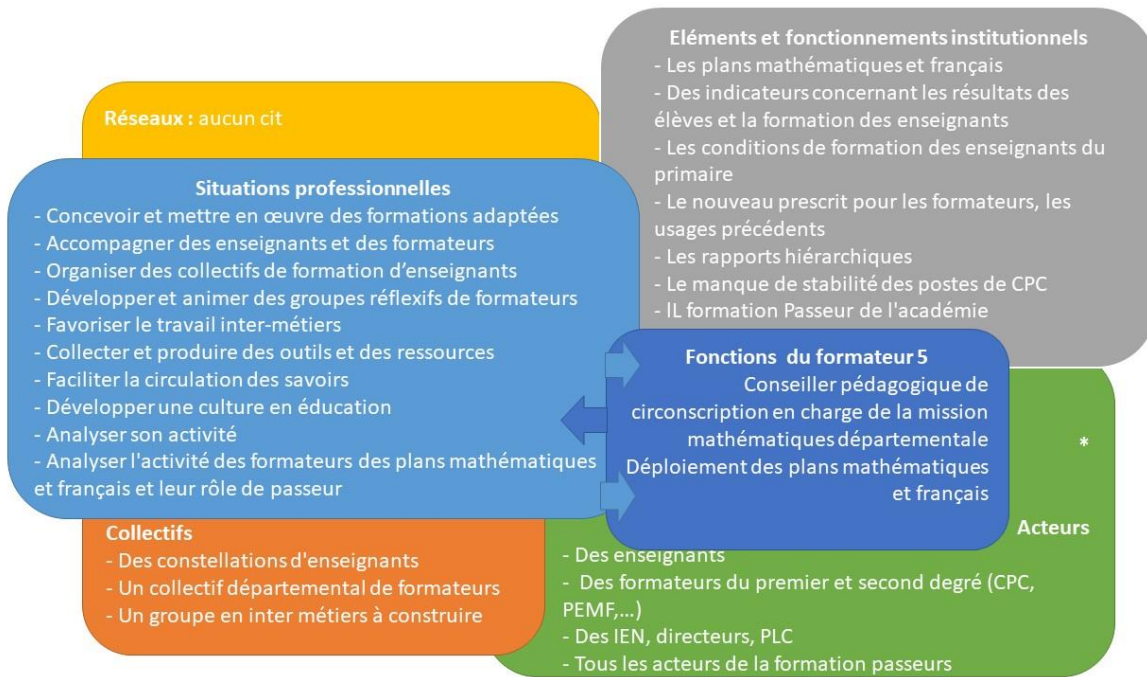 Eléments et fonctionnements institutionnels
- Les plans mathématiques et français
- Des indicateurs concernant les résultats des
élèves et la formation des enseignants
- Les conditions de formation des enseignants du
primaire
- Le nouveau prescrit pour les formateurs, les
usages précédents
- Les rapports hiérarchiques
- Le manque de stabilité des postes de CPC
- IL formation Passeur de l'académie
Réseaux : aucun cit
Situations professionnelles
- Concevoir et mettre en œuvre des formations adaptées
- Accompagner des enseignants et des formateurs
- Organiser des collectifs de formation d’enseignants
- Développer et animer des groupes réflexifs de formateurs
- Favoriser le travail inter-métiers
- Collecter et produire des outils et des ressources
- Faciliter la circulation des savoirs
- Développer une culture en éducation
- Analyser son activité
- Analyser l'activité des formateurs des plans mathématiques
et français et leur rôle de passeur
Fonctions du formateur 5
Conseiller pédagogique de
circonscription en charge de la mission
mathématiques départementale
Déploiement des plans mathématiques
et français
*
Collectifs
- Des constellations d'enseignants
- Un collectif départemental de formateurs
- Un groupe en inter métiers à construire
Acteurs
- Des enseignants
- Des formateurs du premier et second degré (CPC,
PEMF,...)
- Des IEN, directeurs, PLC
- Tous les acteurs de la formation passeurs